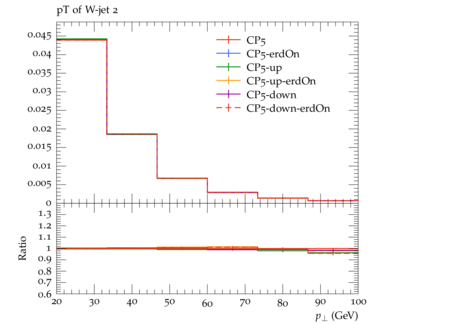 pT of W-jet 2
0.045
0.04
0.035
0.03
0.025
0.02
0.015
0.01
0.005
0
CP5
CP5-erdOn
CP5-up
CP5-up-erdOn
CP5-down
CP5-down-erdOn
1.3
1.2
1.1
1
0.9
0.8
0.7
0.6
Ratio
20 30 40 50 60 70 80 90 100
p⊥ (GeV)